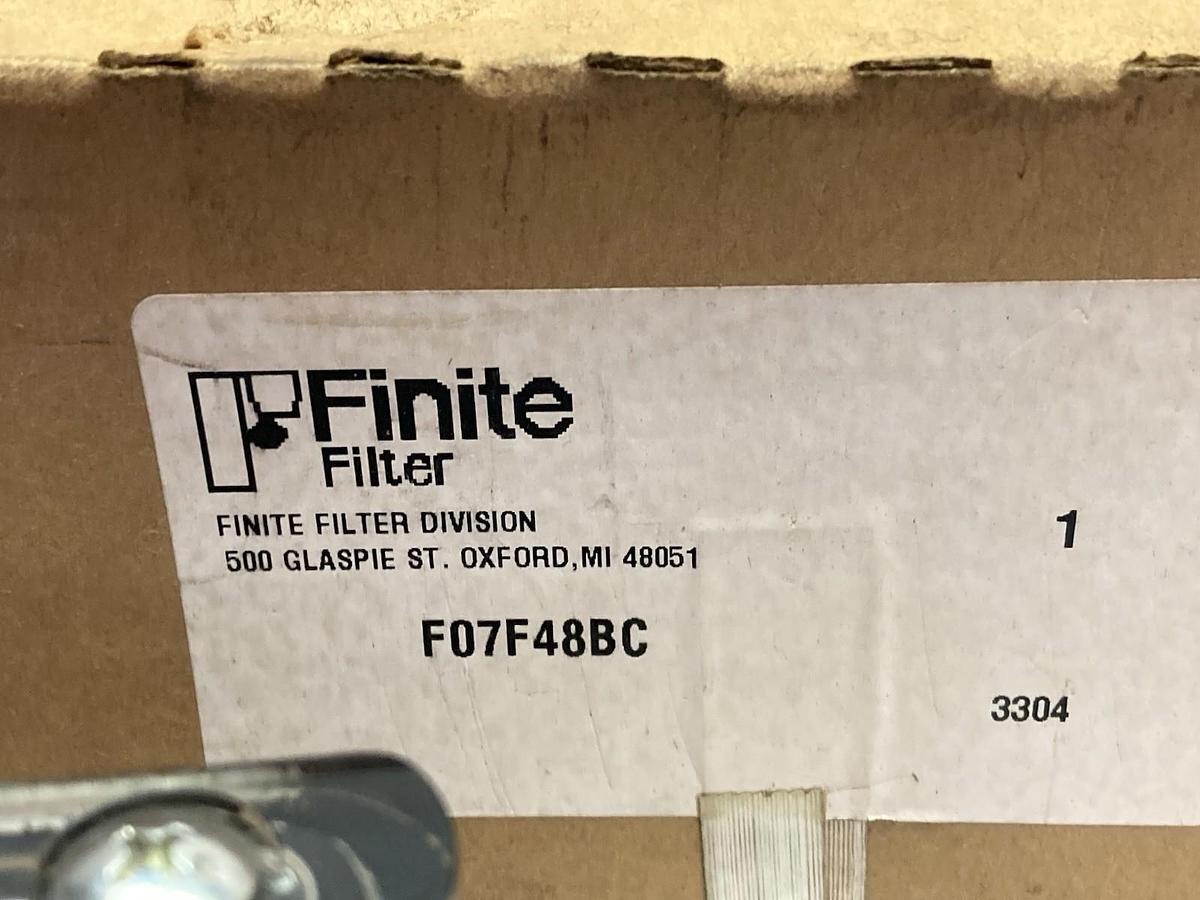 Finite
Filter
FINITE FILTER DIVISION
500 GLASPIE ST. OXFORD,MI 48051
1
F07F48BC
3304